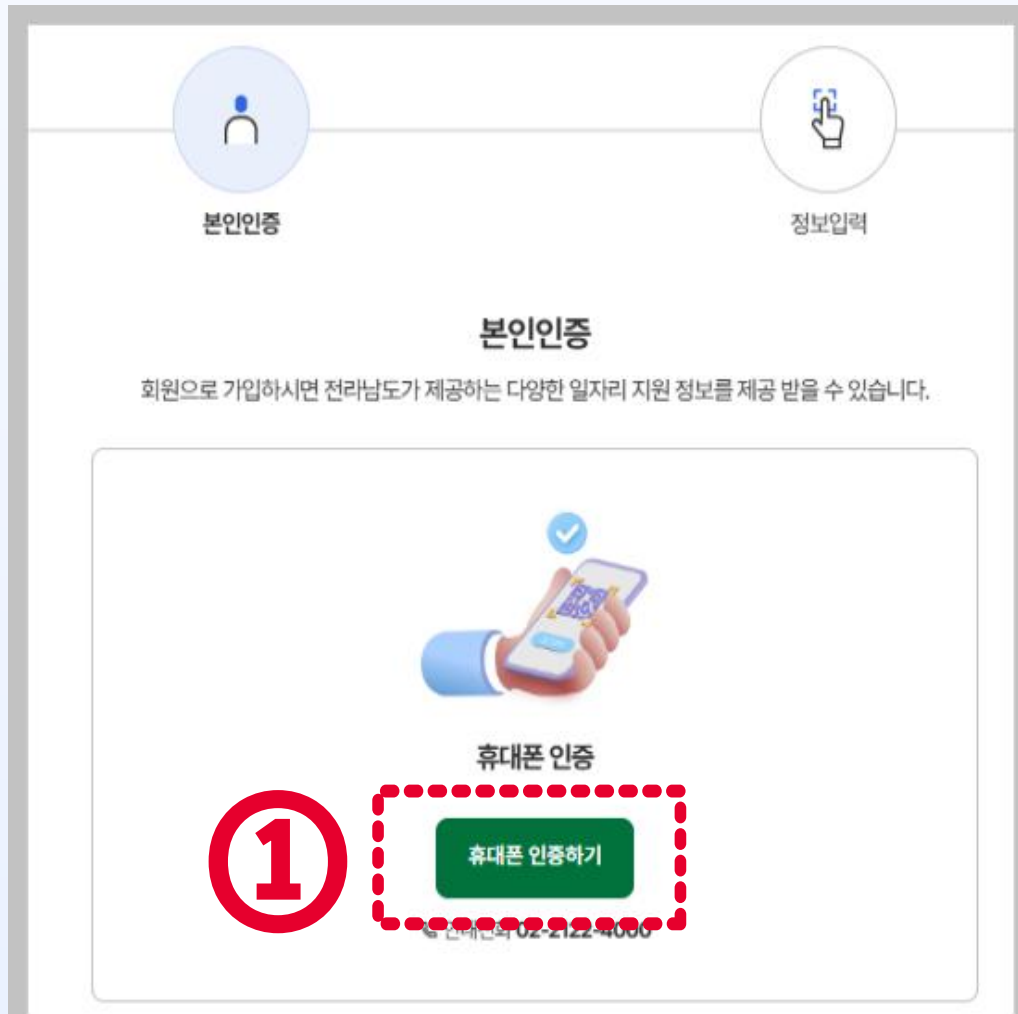 본인인증
정보입력
본인인증
회원으로 가입하시면 전라남도가 제공하는 다양한 일자리 지원 정보를 제공 받을 수 있습니다.
휴대폰 인증
①
휴대폰 인증하기
02-2122-4000